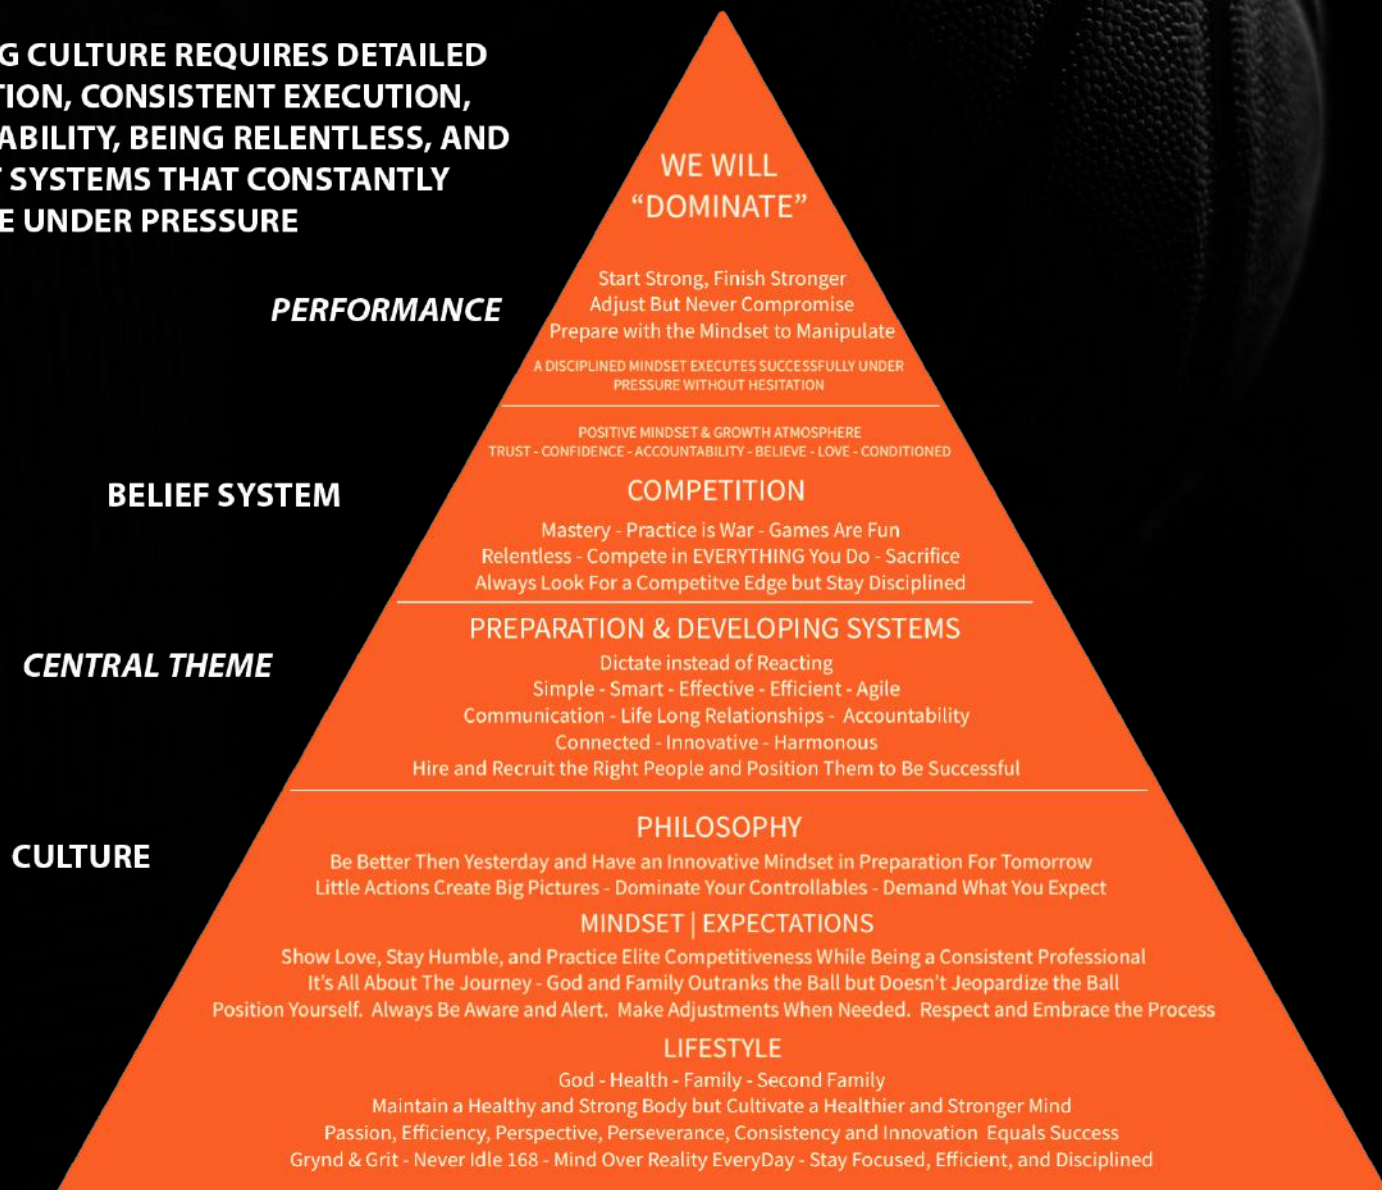 G CULTURE REQUIRES DETAILED
TION, CONSISTENT EXECUTION,
ABILITY, BEING RELENTLESS, AND
SYSTEMS THAT CONSTANTLY
E UNDER PRESSURE
WE WILL
“DOMINATE”
PERFORMANCE
Start Strong, Finish Stronger
Adjust But Never Compromise
Prepare with the Mindset to Manipulate
A DISCIPLINED MINDSET EXECUTES SUCCESSFULLY UNDER
PRESSURE WITHOUT HESITATION
POSITIVE MINDSET & GROWTH ATMOSPHERE
TRUST - CONFIDENCE - ACCOUNTABILITY - BELIEVE - LOVE - CONDITIONED
BELIEF SYSTEM
COMPETITION
Mastery - Practice is War - Games Are Fun
Relentless - Compete in EVERYTHING You Do - Sacrifice
Always Look For a Competitve Edge but Stay Disciplined
PREPARATION & DEVELOPING SYSTEMS
CENTRAL THEME
Dictate instead of Reacting
Simple - Smart - Effective - Efficient - Agile
Communication - Life Long Relationships - Accountability
Connected - Innovative - Harmonous
Hire and Recruit the Right People and Position Them to Be Successful
PHILOSOPHY
CULTURE
Be Better Then Yesterday and Have an Innovative Mindset in Preparation For Tomorrow
Little Actions Create Big Pictures - Dominate Your Controllables - Demand What You Expect
MINDSET | EXPECTATIONS
Show Love, Stay Humble, and Practice Elite Competitiveness While Being a Consistent Professional
It's All About The Journey - God and Family Outranks the Ball but Doesn't Jeopardize the Ball
Position Yourself. Always Be Aware and Alert. Make Adjustments When Needed. Respect and Embrace the Process
LIFESTYLE
God - Health - Family - Second Family
Maintain a Healthy and Strong Body but Cultivate a Healthier and Stronger Mind
Passion, Efficiency, Perspective, Perseverance, Consistency and Innovation Equals Success
Grynd & Grit - Never Idle 168 - Mind Over Reality EveryDay - Stay Focused, Efficient, and Disciplined